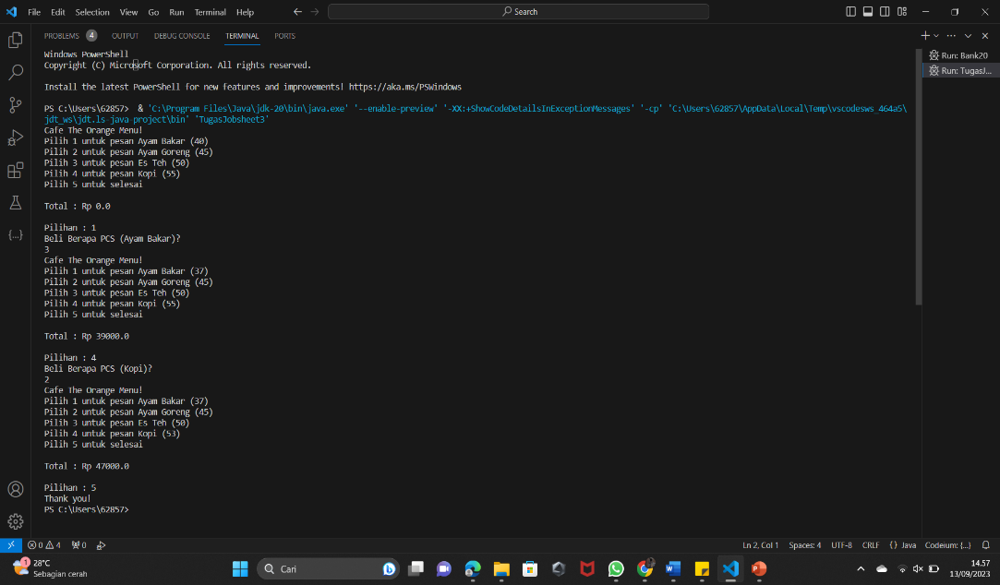 File Edit Selection View Go Run Terminal Help
Search
PROBLEMS 4 OUTPUT DEBUG CONSOLE TERMINAL PORTS
Run: Bank20
Run: TugasJ...
Windows PowerShell
Copyright (C) Microsoft Corporation. All rights reserved.
Install the latest PowerShell for new features and improvements! https://aka.ms/PSWindows
PS C:\Users\62857>  & 'C:\Program Files\Java\jdk-20\bin\java.exe' '--enable-preview' '-XX:+ShowCodeDetailsInExceptionMessages' '-cp' 'C:\Users\62857\AppData\Local\Temp\vscodesws_464a5\
jdt_ws\jdt.ls-java-project\bin' 'TugasJobsheet3'
Cafe The Orange Menu!
Pilih 1 untuk pesan Ayam Bakar (40)
Pilih 2 untuk pesan Ayam Goreng (45)
Pilih 3 untuk pesan Es Teh (50)
Pilih 4 untuk pesan Kopi (55)
Pilih 5 untuk selesai
Total : Rp 0.0
Pilihan : 1
Beli Berapa PCS (Ayam Bakar)?
3
Cafe The Orange Menu!
Pilih 1 untuk pesan Ayam Bakar (37)
Pilih 2 untuk pesan Ayam Goreng (45)
Pilih 3 untuk pesan Es Teh (50)
Pilih 4 untuk pesan Kopi (55)
Pilih 5 untuk selesai
Total : Rp 39000.0
Pilihan : 4
Beli Berapa PCS (Kopi)?
2
Cafe The Orange Menu!
Pilih 1 untuk pesan Ayam Bakar (37)
Pilih 2 untuk pesan Ayam Goreng (45)
Pilih 3 untuk pesan Es Teh (50)
Pilih 4 untuk pesan Kopi (53)
Pilih 5 untuk selesai
Total : Rp 47000.0
Pilihan : 5
Thank you!
PS C:\Users\62857>
0 4 0 Ln 2, Col 1 Spaces: 4 UTF-8 CRLF {} Java Codeium: {...}
1 28°C
Sebagian cerah
Cari
14.57
13/09/2023